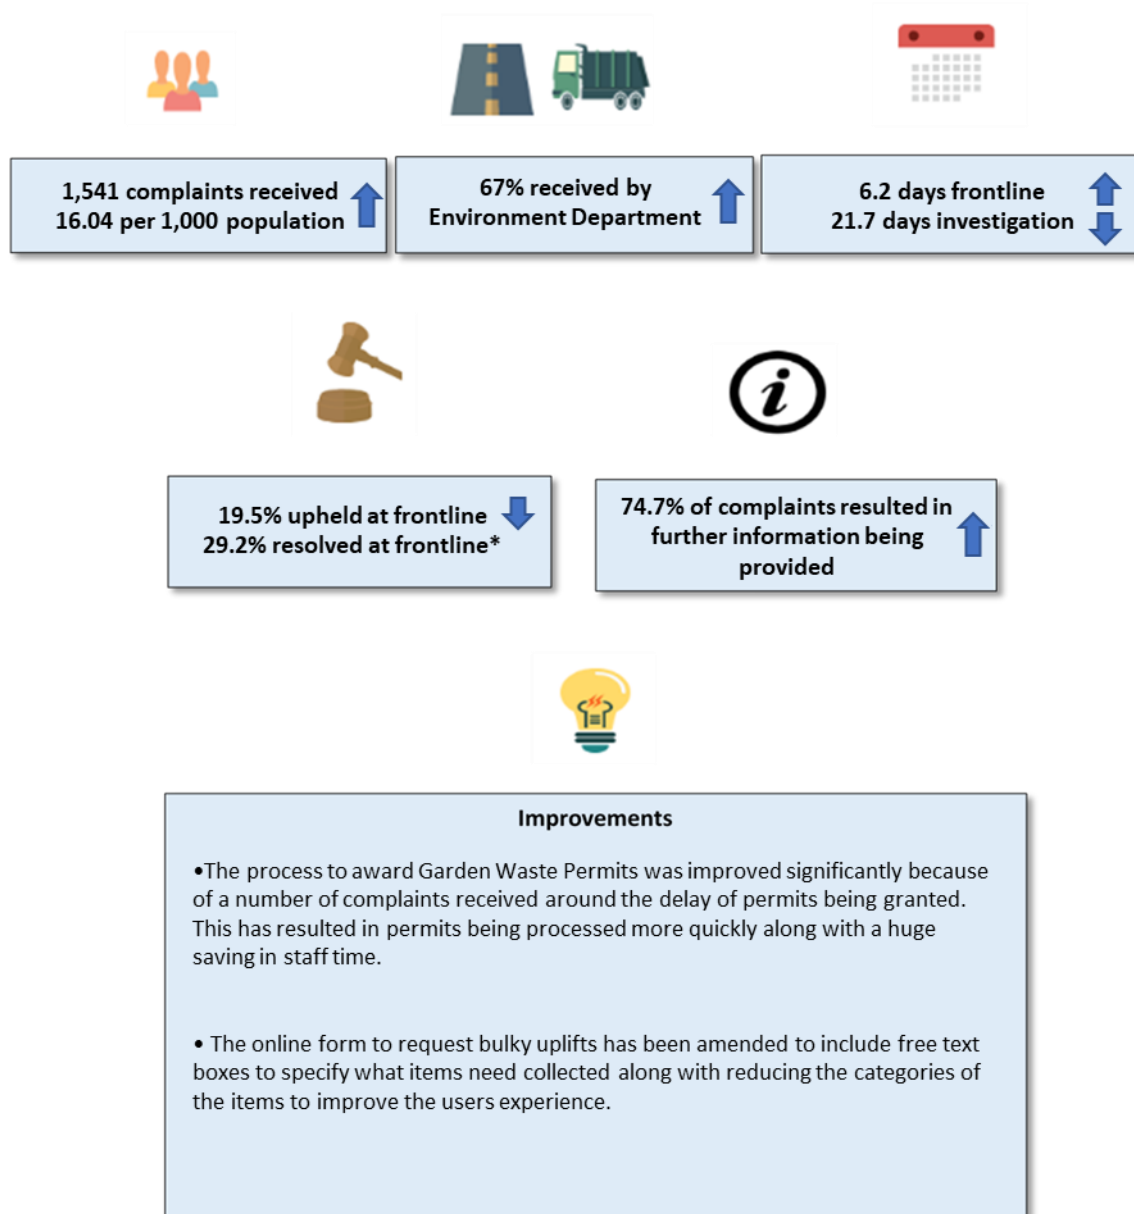 1,541 complaints received
16.04 per 1,000 population
67% received by
Environment Department
6.2 days frontline
21.7 days investigation
19.5% upheld at frontline
29.2% resolved at frontline*
i
74.7% of complaints resulted in
further information being
provided
Improvements
•The process to award Garden Waste Permits was improved significantly because
of a number of complaints received around the delay of permits being granted.
This has resulted in permits being processed more quickly along with a huge
saving in staff time.
• The online form to request bulky uplifts has been amended to include free text
boxes to specify what items need collected along with reducing the categories of
the items to improve the users experience.